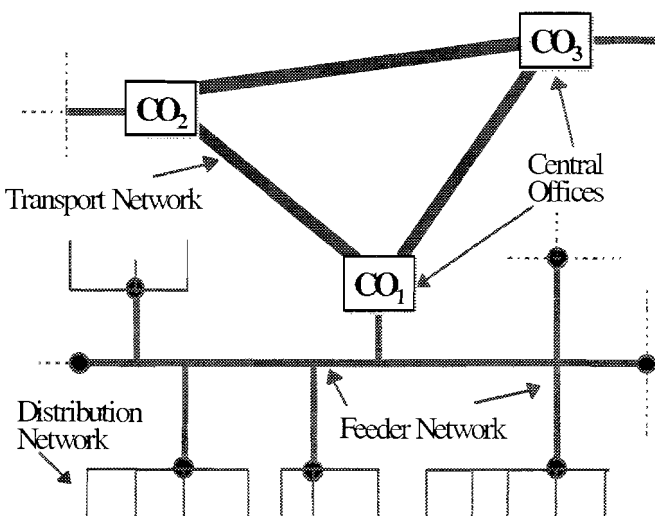 CO₃
CO₂
Central
Offices
Transport Network
CO₁
Distribution
Network
Feeder Network